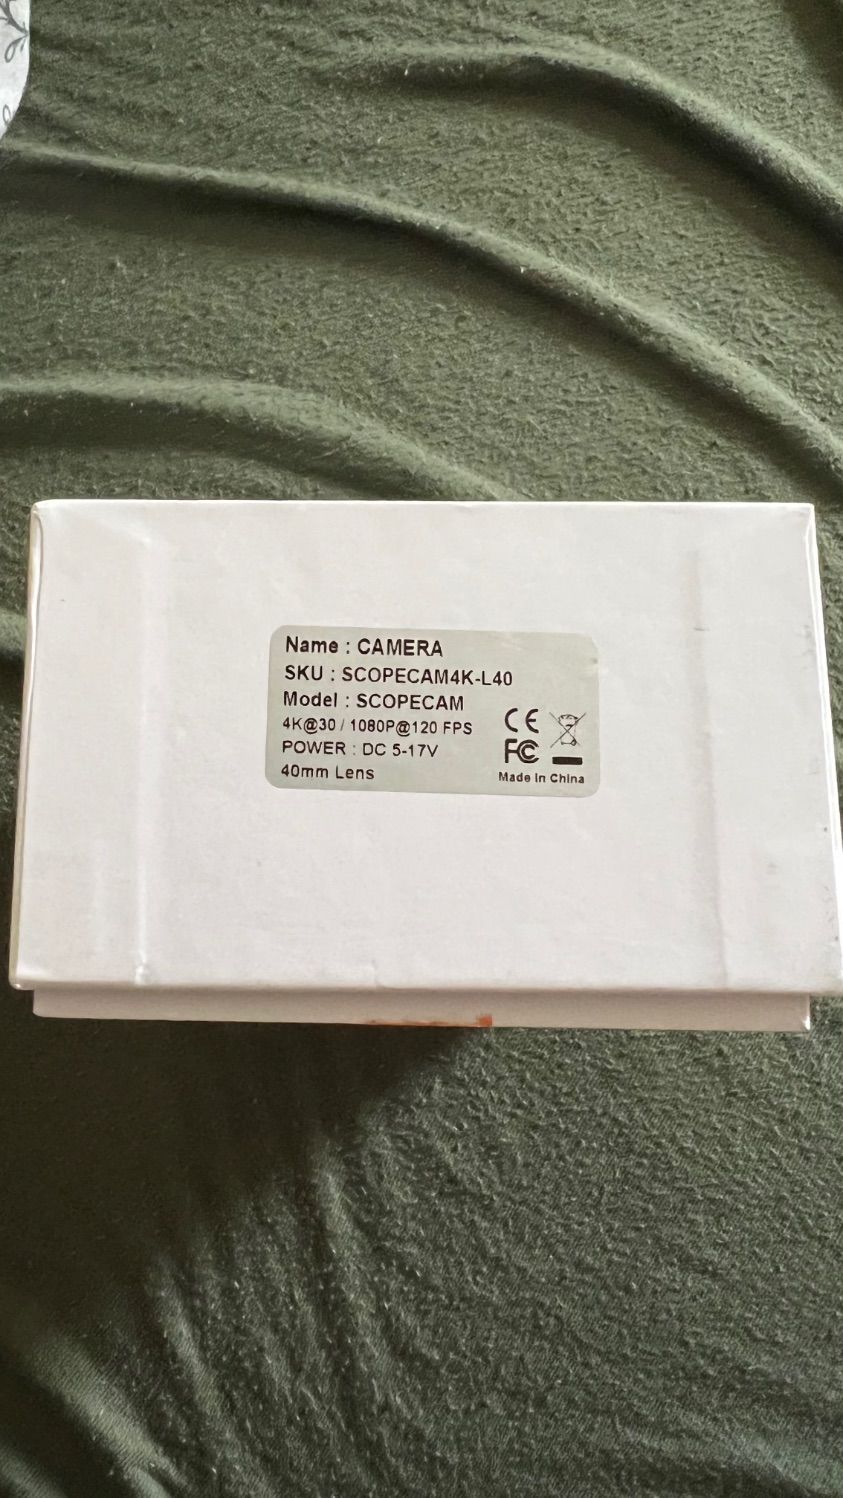 Name : CAMERA
SKU : SCOPECAM4K-L40
Model : SCOPECAM
4K@30 / 1080P@120 FPS
POWER : DC 5-17V
40mm Lens
CE
FC
Made in China